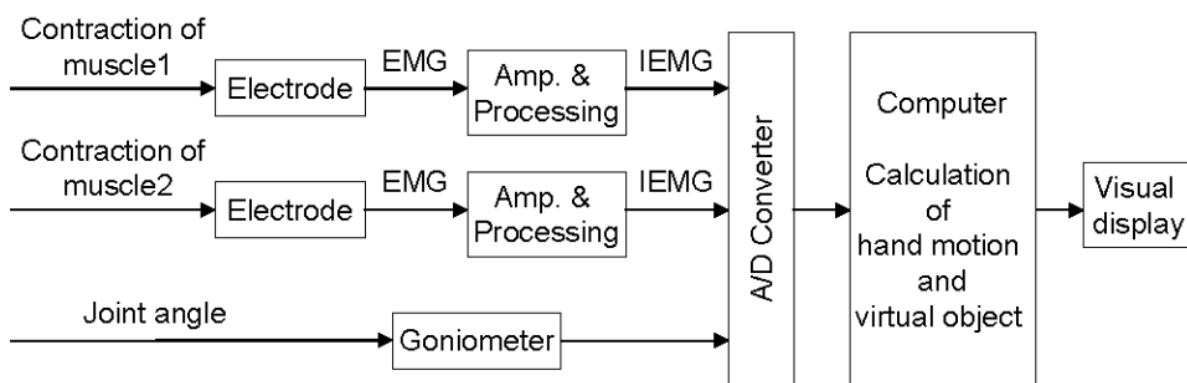 Contraction of
muscle1
Electrode
EMG
Amp. &
Processing
IEMG
Contraction of
muscle2
Electrode
EMG
Amp. &
Processing
IEMG
Joint angle
Goniometer
A/D Converter
Computer
Calculation
of
hand motion
and
virtual object
Visual
display